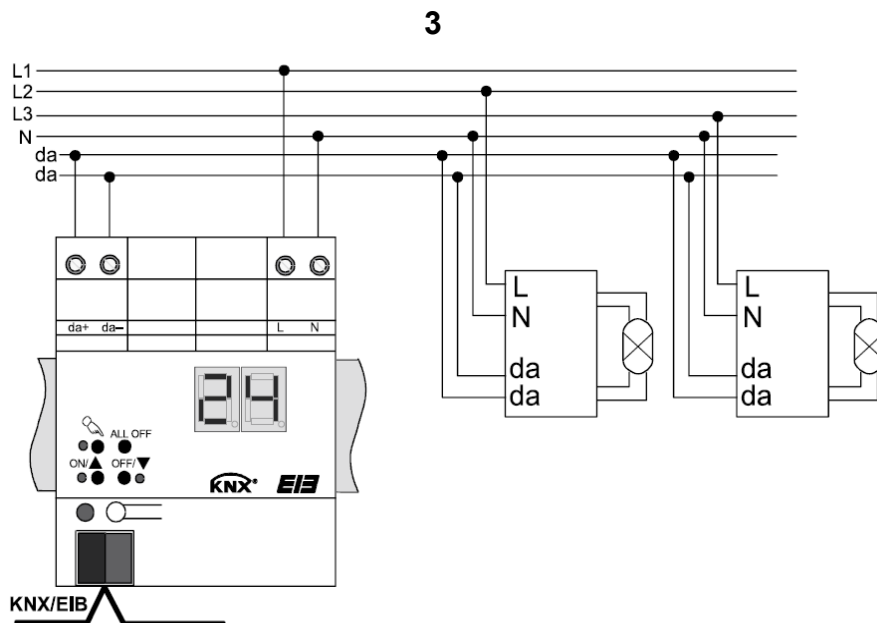 3
L1
L2
L3
N
da
da
da+ da– L N
L
N
da
da
L
N
da
da
24
ALL OFF
ON/▲ OFF/▼
KNX® EIB
KNX/EIB